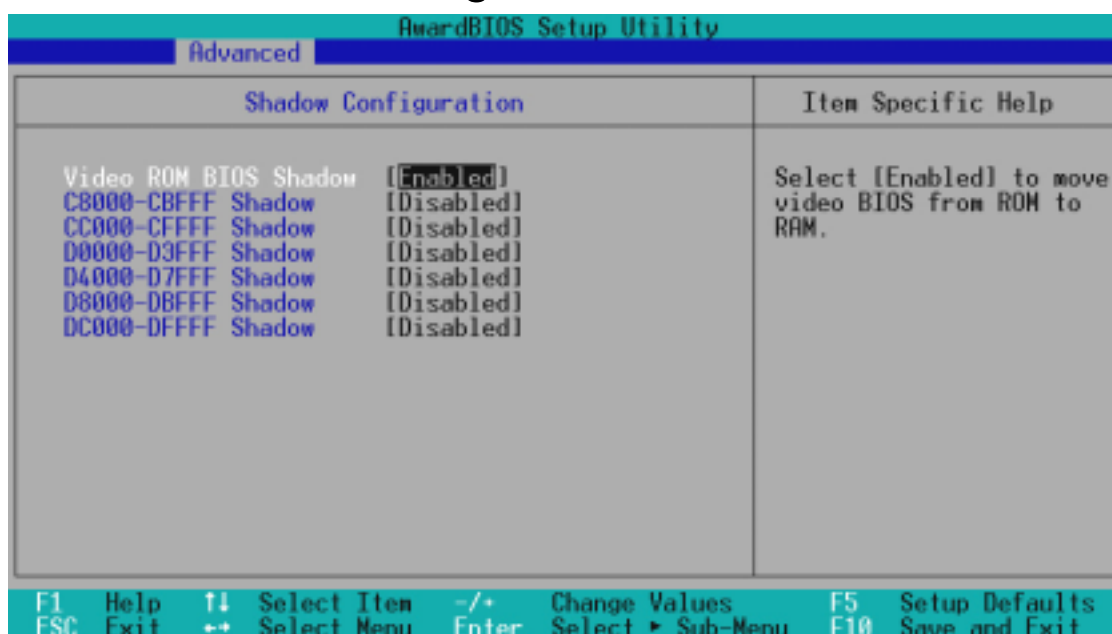 AwardBIOS Setup Utility
Advanced
Shadow Configuration
Item Specific Help
Video ROM BIOS Shadow [Enabled]
C8000-CBFFF Shadow [Disabled]
CC000-CFFFF Shadow [Disabled]
D0000-D3FFF Shadow [Disabled]
D4000-D7FFF Shadow [Disabled]
D8000-DBFFF Shadow [Disabled]
DC000-DFFFF Shadow [Disabled]
Select [Enabled] to move
video BIOS from ROM to
RAM.
F1 Help ↑↓ Select Item -/+ Change Values F5 Setup Defaults
ESC Exit ←→ Select Menu Enter Select ► Sub-Menu F10 Save and Exit